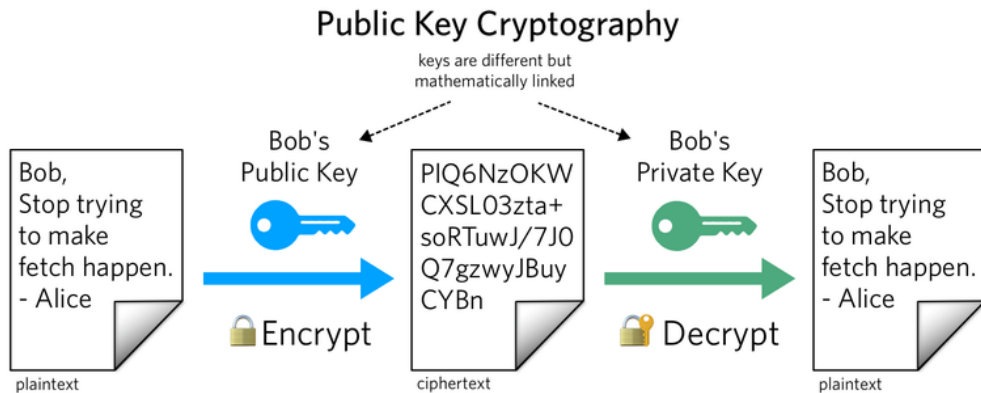 Public Key Cryptography
keys are different but
mathematically linked
Bob's
Public Key
Bob's
Private Key
Bob,
Stop trying
to make
fetch happen.
- Alice
plaintext
Encrypt
PlQ6NzOKW
CXSL03zta+
soRTuwJ/7J0
Q7gzwyJBuy
CYBn
ciphertext
Decrypt
Bob,
Stop trying
to make
fetch happen.
- Alice
plaintext